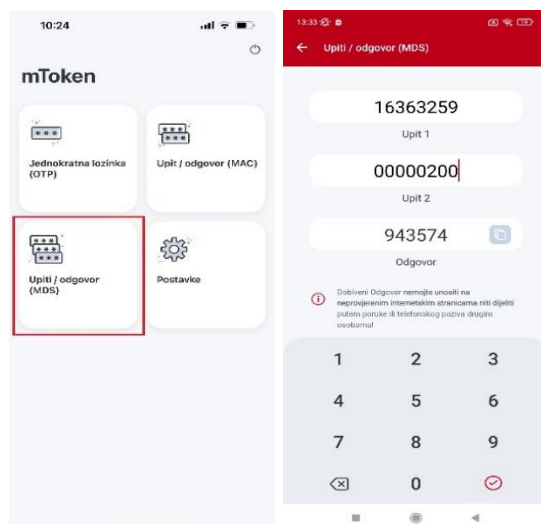 10:24
mToken
Jednokratna lozinka
(OTP)
Upit / odgovor (MAC)
Upiti / odgovor
(MDS)
Postavke
13:33
Upiti / odgovor (MDS)
16363259
Upit 1
00000200
Upit 2
943574
Odgovor
Dobiveni Odgovor nemojte unositi na
neprovjerenim internetskim stranicama niti dijeliti
putem poruke ili telefonskog poziva drugim
osobama!
1 2 3
4 5 6
7 8 9
0